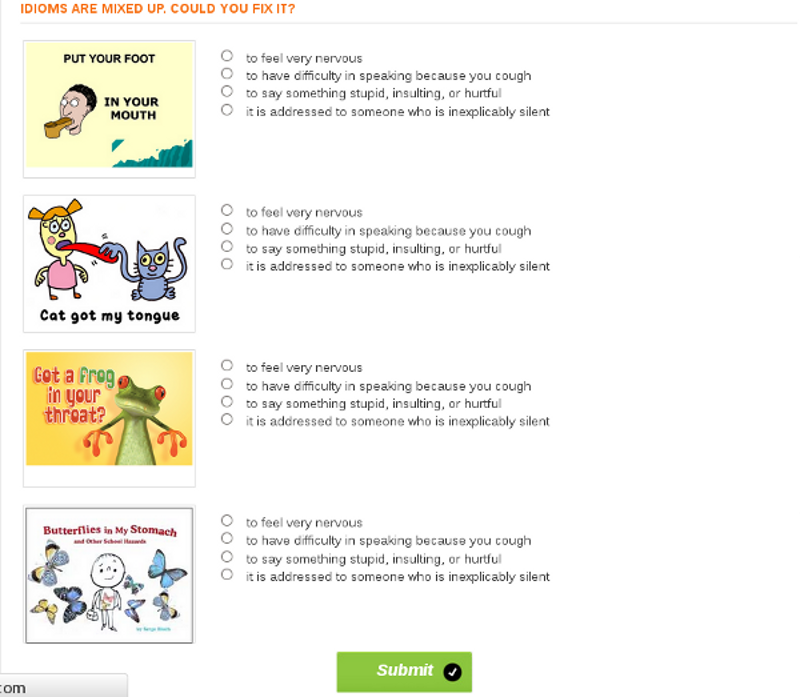 IDIOMS ARE MIXED UP. COULD YOU FIX IT?
PUT YOUR FOOT
IN YOUR
MOUTH
to feel very nervous
to have difficulty in speaking because you cough
to say something stupid, insulting, or hurtful
it is addressed to someone who is inexplicably silent
Cat got my tongue
to feel very nervous
to have difficulty in speaking because you cough
to say something stupid, insulting, or hurtful
it is addressed to someone who is inexplicably silent
Got a frog
in your
throat?
to feel very nervous
to have difficulty in speaking because you cough
to say something stupid, insulting, or hurtful
it is addressed to someone who is inexplicably silent
Butterflies in My Stomach
and Other School Hazards
to feel very nervous
to have difficulty in speaking because you cough
to say something stupid, insulting, or hurtful
it is addressed to someone who is inexplicably silent
Submit
com